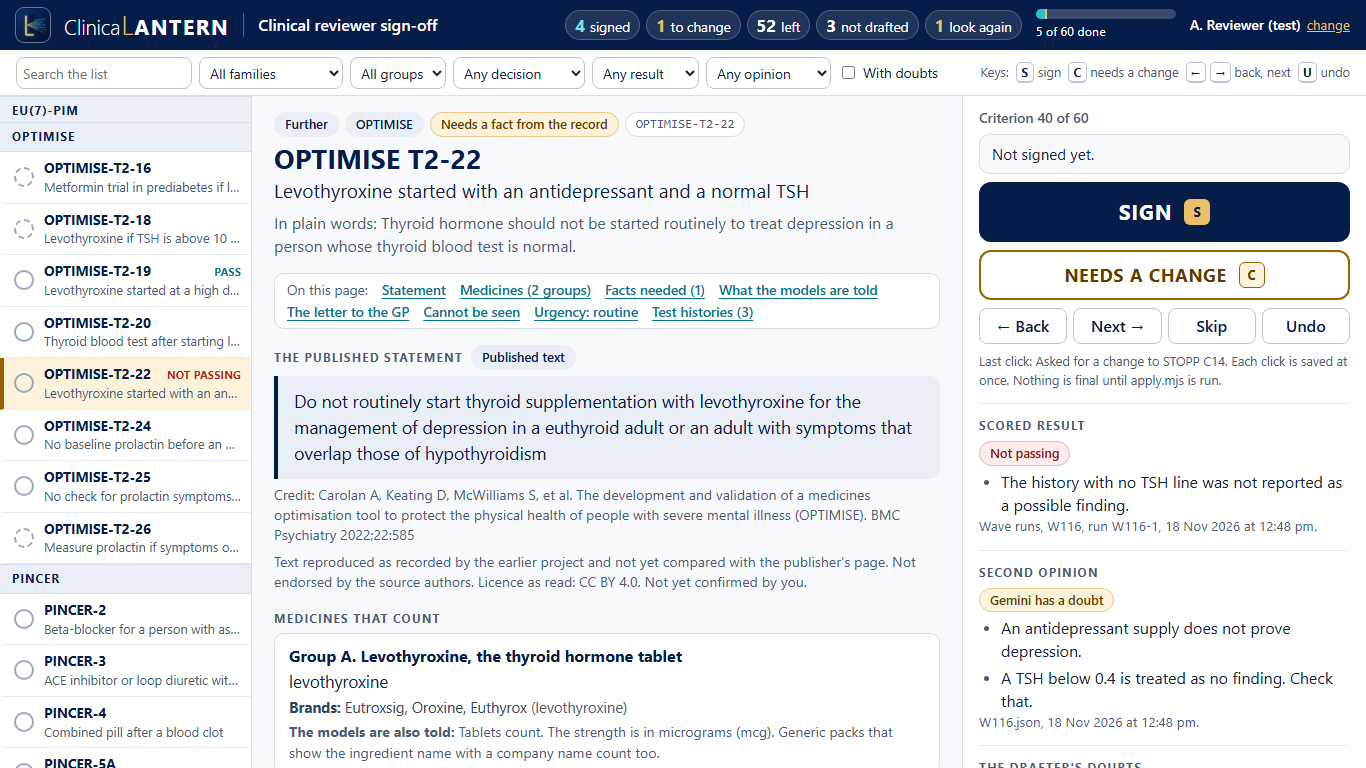 ClinicaLANTERN
Clinical reviewer sign-off
4 signed
1 to change
52 left
3 not drafted
1 look again
5 of 60 done
A. Reviewer (test) change
Search the list
All families
All groups
Any decision
Any result
Any opinion
With doubts
Keys: S sign C needs a change ← → back, next U undo
EU(7)-PIM
OPTIMISE
OPTIMISE-T2-16
Metformin trial in prediabetes if l...
OPTIMISE-T2-18
Levothyroxine if TSH is above 10 ...
OPTIMISE-T2-19 PASS
Levothyroxine started at a high d...
OPTIMISE-T2-20
Thyroid blood test after starting l...
OPTIMISE-T2-22 NOT PASSING
Levothyroxine started with an an...
OPTIMISE-T2-24
No baseline prolactin before an ...
OPTIMISE-T2-25
No check for prolactin symptoms...
OPTIMISE-T2-26
Measure prolactin if symptoms o...
PINCER
PINCER-2
Beta-blocker for a person with as...
PINCER-3
ACE inhibitor or loop diuretic wit...
PINCER-4
Combined pill after a blood clot
PINCER-5A
Further
OPTIMISE
Needs a fact from the record
OPTIMISE-T2-22
OPTIMISE T2-22
Levothyroxine started with an antidepressant and a normal TSH
In plain words: Thyroid hormone should not be started routinely to treat depression in a
person whose thyroid blood test is normal.
On this page: Statement Medicines (2 groups) Facts needed (1) What the models are told
The letter to the GP Cannot be seen Urgency: routine Test histories (3)
THE PUBLISHED STATEMENT Published text
Do not routinely start thyroid supplementation with levothyroxine for the
management of depression in a euthyroid adult or an adult with symptoms that
overlap those of hypothyroidism
Credit: Carolan A, Keating D, McWilliams S, et al. The development and validation of a medicines
optimisation tool to protect the physical health of people with severe mental illness (OPTIMISE). BMC
Psychiatry 2022;22:585
Text reproduced as recorded by the earlier project and not yet compared with the publisher's page. Not
endorsed by the source authors. Licence as read: CC BY 4.0. Not yet confirmed by you.
MEDICINES THAT COUNT
Group A. Levothyroxine, the thyroid hormone tablet
levothyroxine
Brands: Eutroxsig, Oroxine, Euthyrox (levothyroxine)
The models are also told: Tablets count. The strength is in micrograms (mcg). Generic packs that
show the ingredient name with a company name count too.
Criterion 40 of 60
Not signed yet.
SIGN S
NEEDS A CHANGE C
← Back
Next →
Skip
Undo
Last click: Asked for a change to STOPP C14. Each click is saved at
once. Nothing is final until apply.mjs is run.
SCORED RESULT
Not passing
• The history with no TSH line was not reported as
a possible finding.
Wave runs, W116, run W116-1, 18 Nov 2026 at 12:48 pm.
SECOND OPINION
Gemini has a doubt
• An antidepressant supply does not prove
depression.
• A TSH below 0.4 is treated as no finding. Check
that.
W116.json, 18 Nov 2026 at 12:48 pm.
THE DRAFTER'S DOUBTS